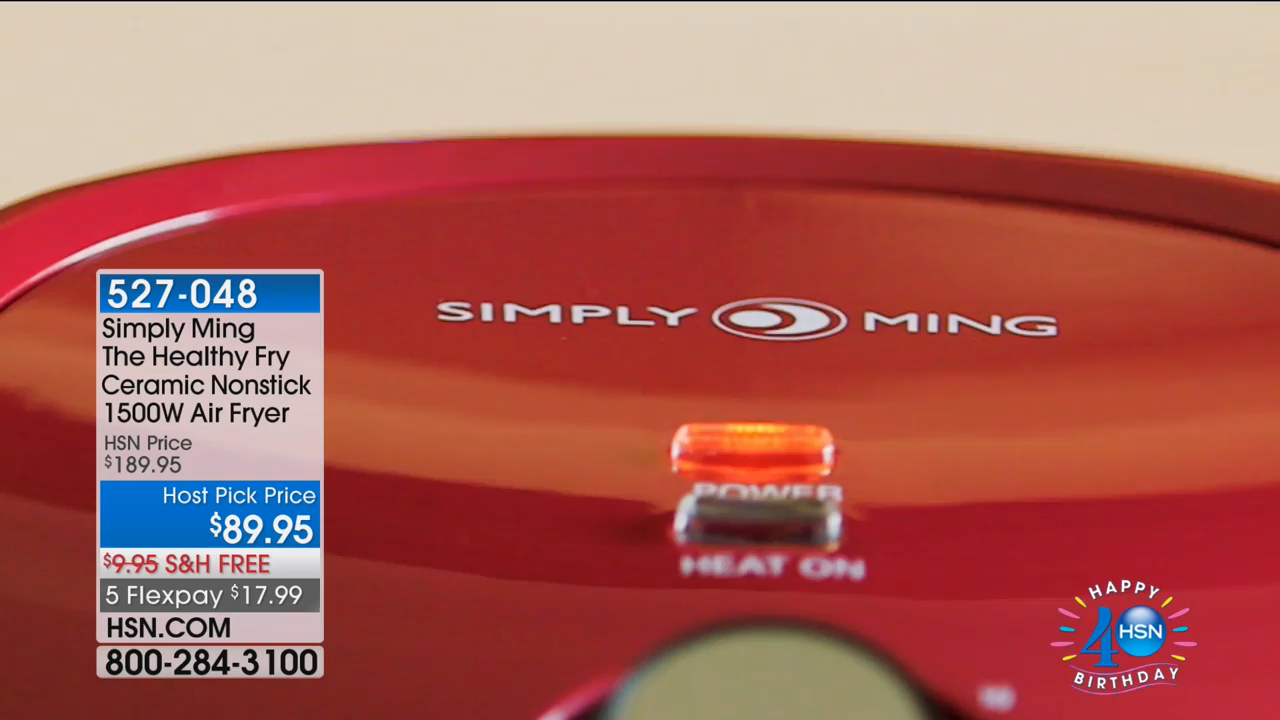 527-048
Simply Ming
The Healthy Fry
Ceramic Nonstick
1500W Air Fryer
HSN Price
$189.95
Host Pick Price
$89.95
$9.95 S&H FREE
5 Flexpay $17.99
HSN.COM
800-284-3100
SIMPLY MING
POWER
HEAT ON
HAPPY
40 HSN
BIRTHDAY